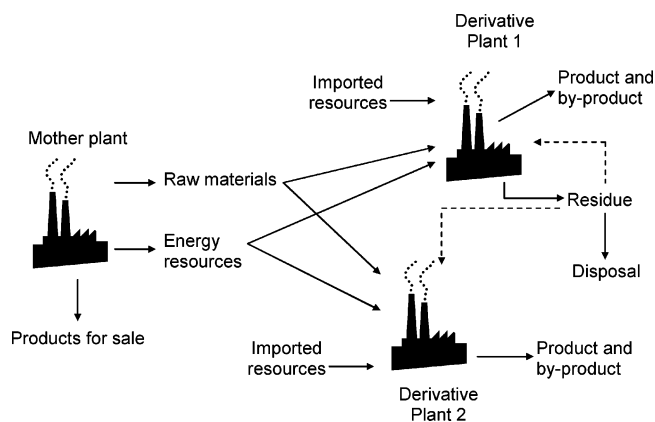 Derivative
Plant 1
Imported
resources
Product and
by-product
Mother plant
Raw materials
Energy
resources
Residue
Disposal
Products for sale
Imported
resources
Product and
by-product
Derivative
Plant 2